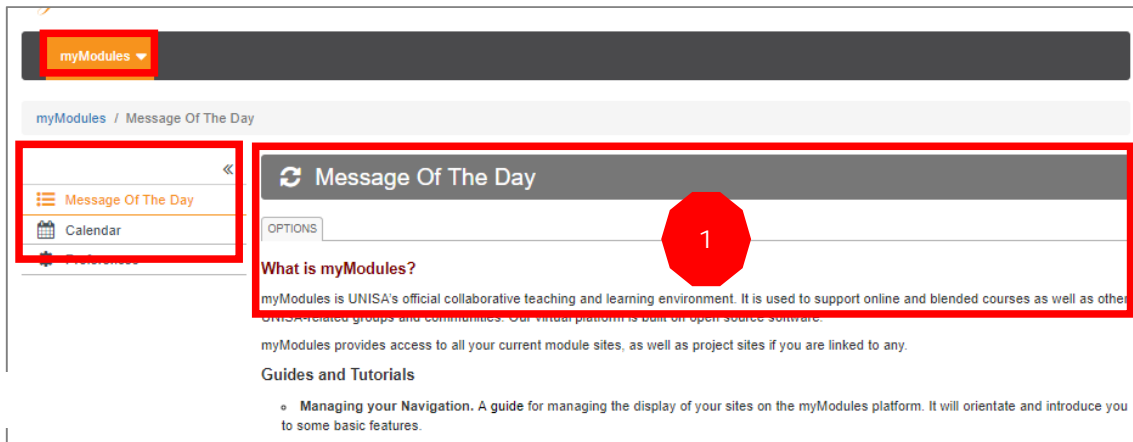 myModules
myModules / Message Of The Day
«
Message Of The Day
Calendar
Preferences
Message Of The Day
OPTIONS
1
What is myModules?
myModules is UNISA's official collaborative teaching and learning environment. It is used to support online and blended courses as well as other
UNISA-related groups and communities. Our virtual platform is built on open source software.
myModules provides access to all your current module sites, as well as project sites if you are linked to any.
Guides and Tutorials
Managing your Navigation. A guide for managing the display of your sites on the myModules platform. It will orientate and introduce you
to some basic features.